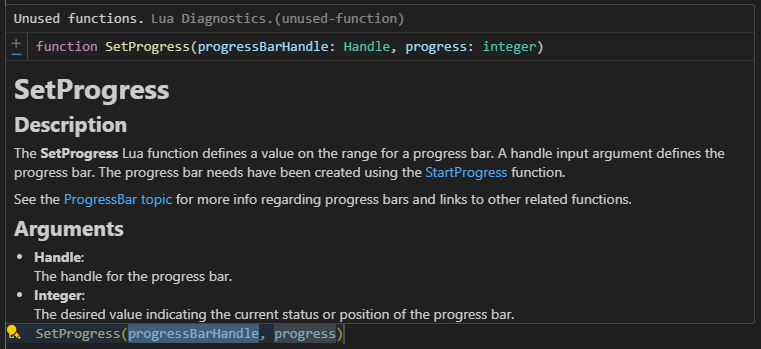 Unused functions. Lua Diagnostics.(unused-function)
function SetProgress(progressBarHandle: Handle, progress: integer)
SetProgress
Description
The SetProgress Lua function defines a value on the range for a progress bar. A handle input argument defines the
progress bar. The progress bar needs have been created using the StartProgress function.
See the ProgressBar topic for more info regarding progress bars and links to other related functions.
Arguments
• Handle:
The handle for the progress bar.
• Integer:
The desired value indicating the current status or position of the progress bar.
SetProgress(progressBarHandle, progress)